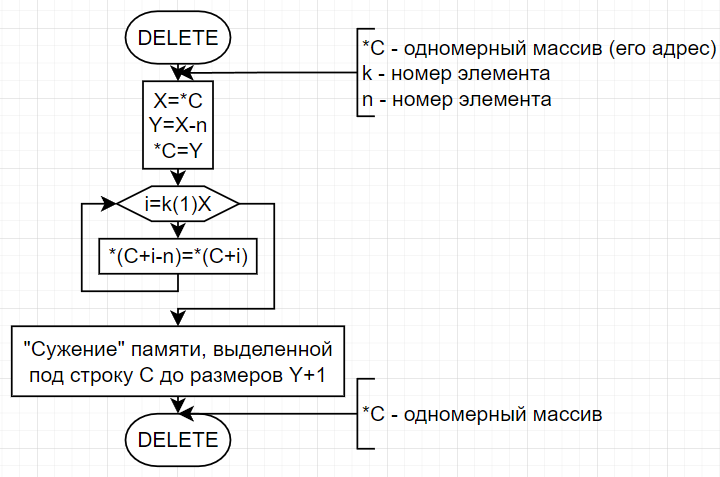 DELETE
*C - одномерный массив (его адрес)
k - номер элемента
n - номер элемента
X=*C
Y=X-n
*C=Y
i=k(1)X
*(C+i-n)=*(C+i)
"Сужение" памяти, выделенной
под строку С до размеров Y+1
*C - одномерный массив
DELETE